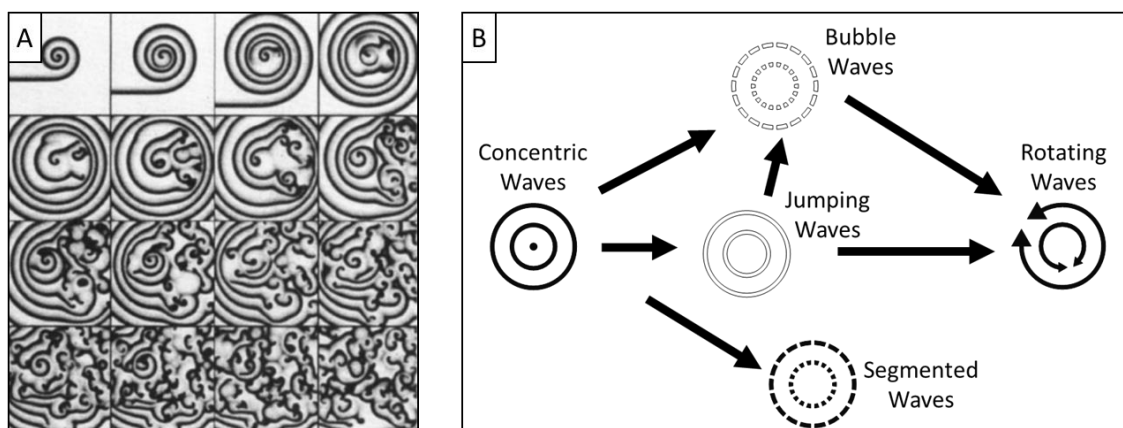 A
B
Bubble
Waves
Concentric
Waves
Rotating
Waves
Jumping
Waves
Segmented
Waves